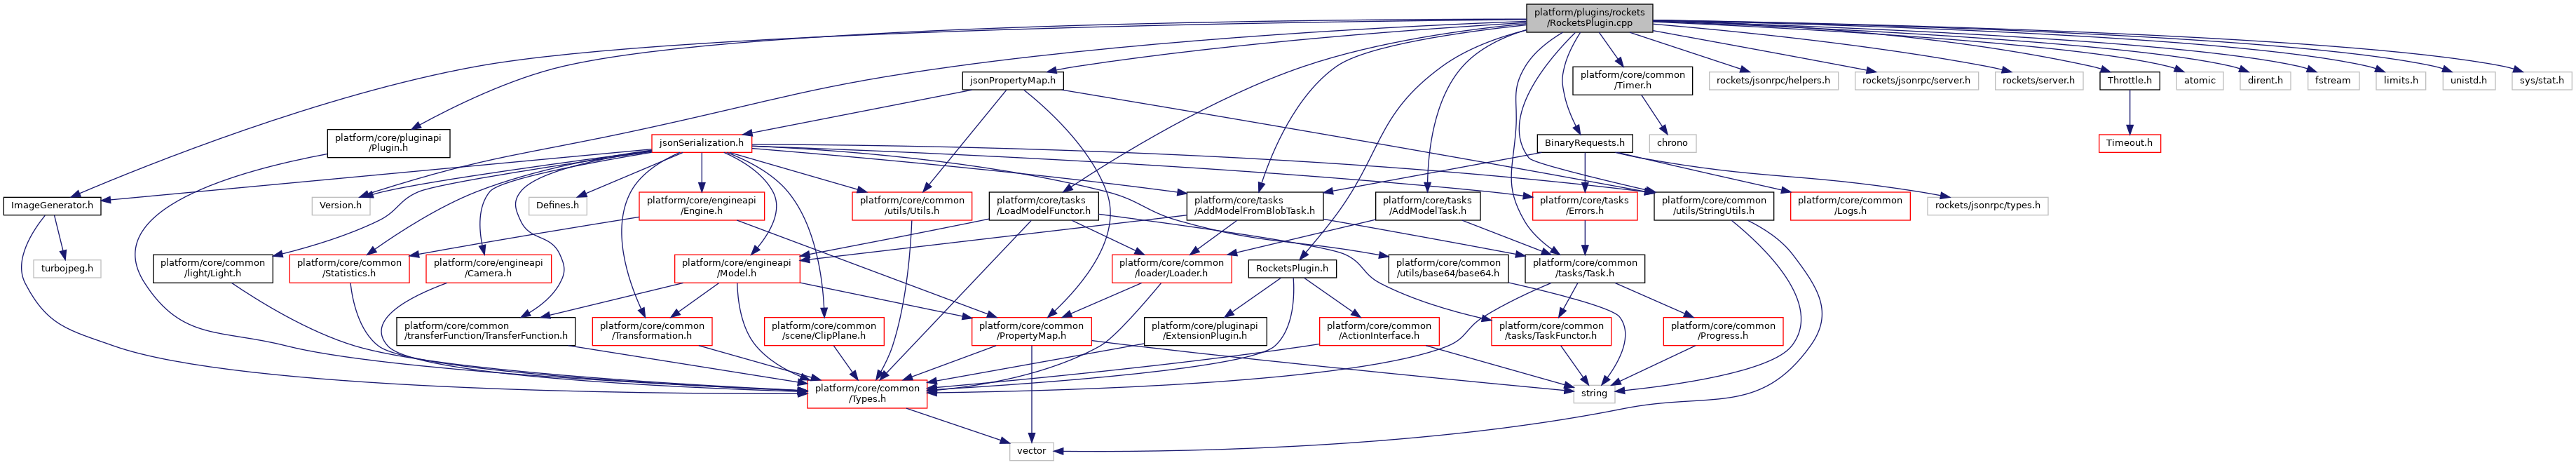 platform/plugins/rockets
/RocketsPlugin.cpp
jsonPropertyMap.h
platform/core/common
/Timer.h
rockets/jsonrpc/helpers.h
rockets/jsonrpc/server.h
rockets/server.h
Throttle.h
atomic
dirent.h
fstream
limits.h
unistd.h
sys/stat.h
platform/core/pluginapi
/Plugin.h
jsonSerialization.h
BinaryRequests.h
chrono
Timeout.h
ImageGenerator.h
Version.h
Defines.h
platform/core/engineapi
/Engine.h
platform/core/common
/utils/Utils.h
platform/core/tasks
/LoadModelFunctor.h
platform/core/tasks
/AddModelFromBlobTask.h
platform/core/tasks
/AddModelTask.h
platform/core/tasks
/Errors.h
platform/core/common
/utils/StringUtils.h
platform/core/common
/Logs.h
rockets/jsonrpc/types.h
turbojpeg.h
platform/core/common
/light/Light.h
platform/core/common
/Statistics.h
platform/core/engineapi
/Camera.h
platform/core/engineapi
/Model.h
platform/core/common
/loader/Loader.h
RocketsPlugin.h
platform/core/common
/utils/base64/base64.h
platform/core/common
/tasks/Task.h
platform/core/common
/transferFunction/TransferFunction.h
platform/core/common
/Transformation.h
platform/core/common
/scene/ClipPlane.h
platform/core/common
/PropertyMap.h
platform/core/pluginapi
/ExtensionPlugin.h
platform/core/common
/ActionInterface.h
platform/core/common
/tasks/TaskFunctor.h
platform/core/common
/Progress.h
platform/core/common
/Types.h
string
vector